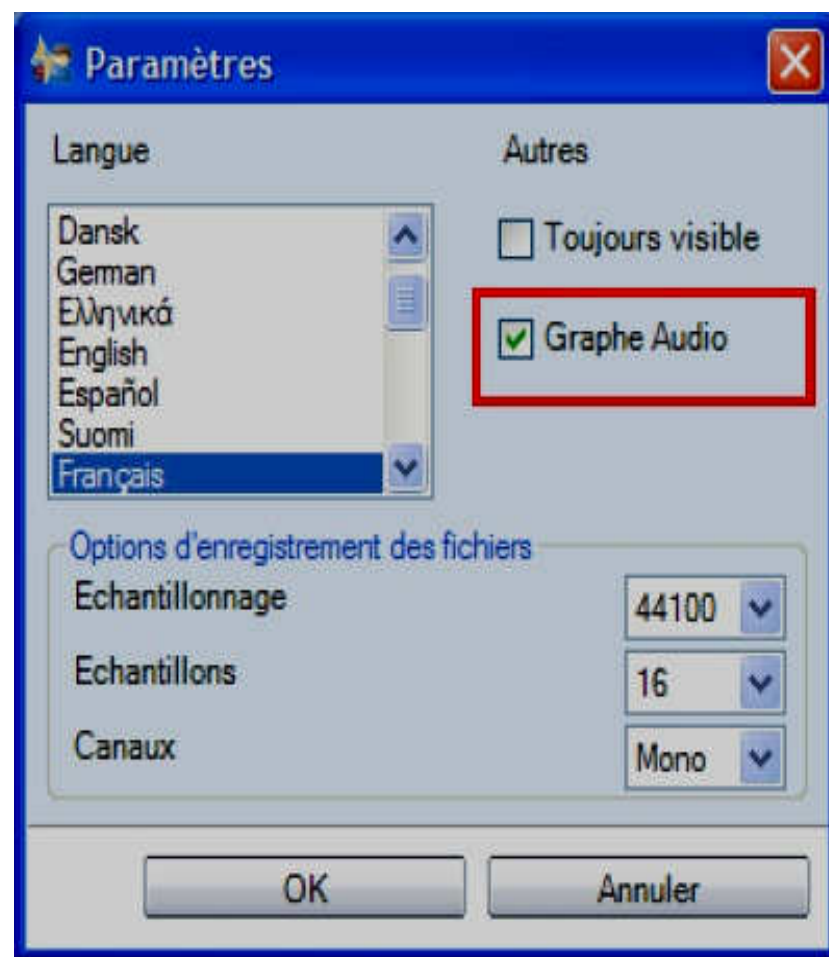 Paramètres
Langue
Autres
Dansk
German
Ελληνικά
English
Español
Suomi
Français
Toujours visible
Graphe Audio
Options d'enregistrement des fichiers
Echantillonnage
44100
Echantillons
16
Canaux
Mono
OK
Annuler